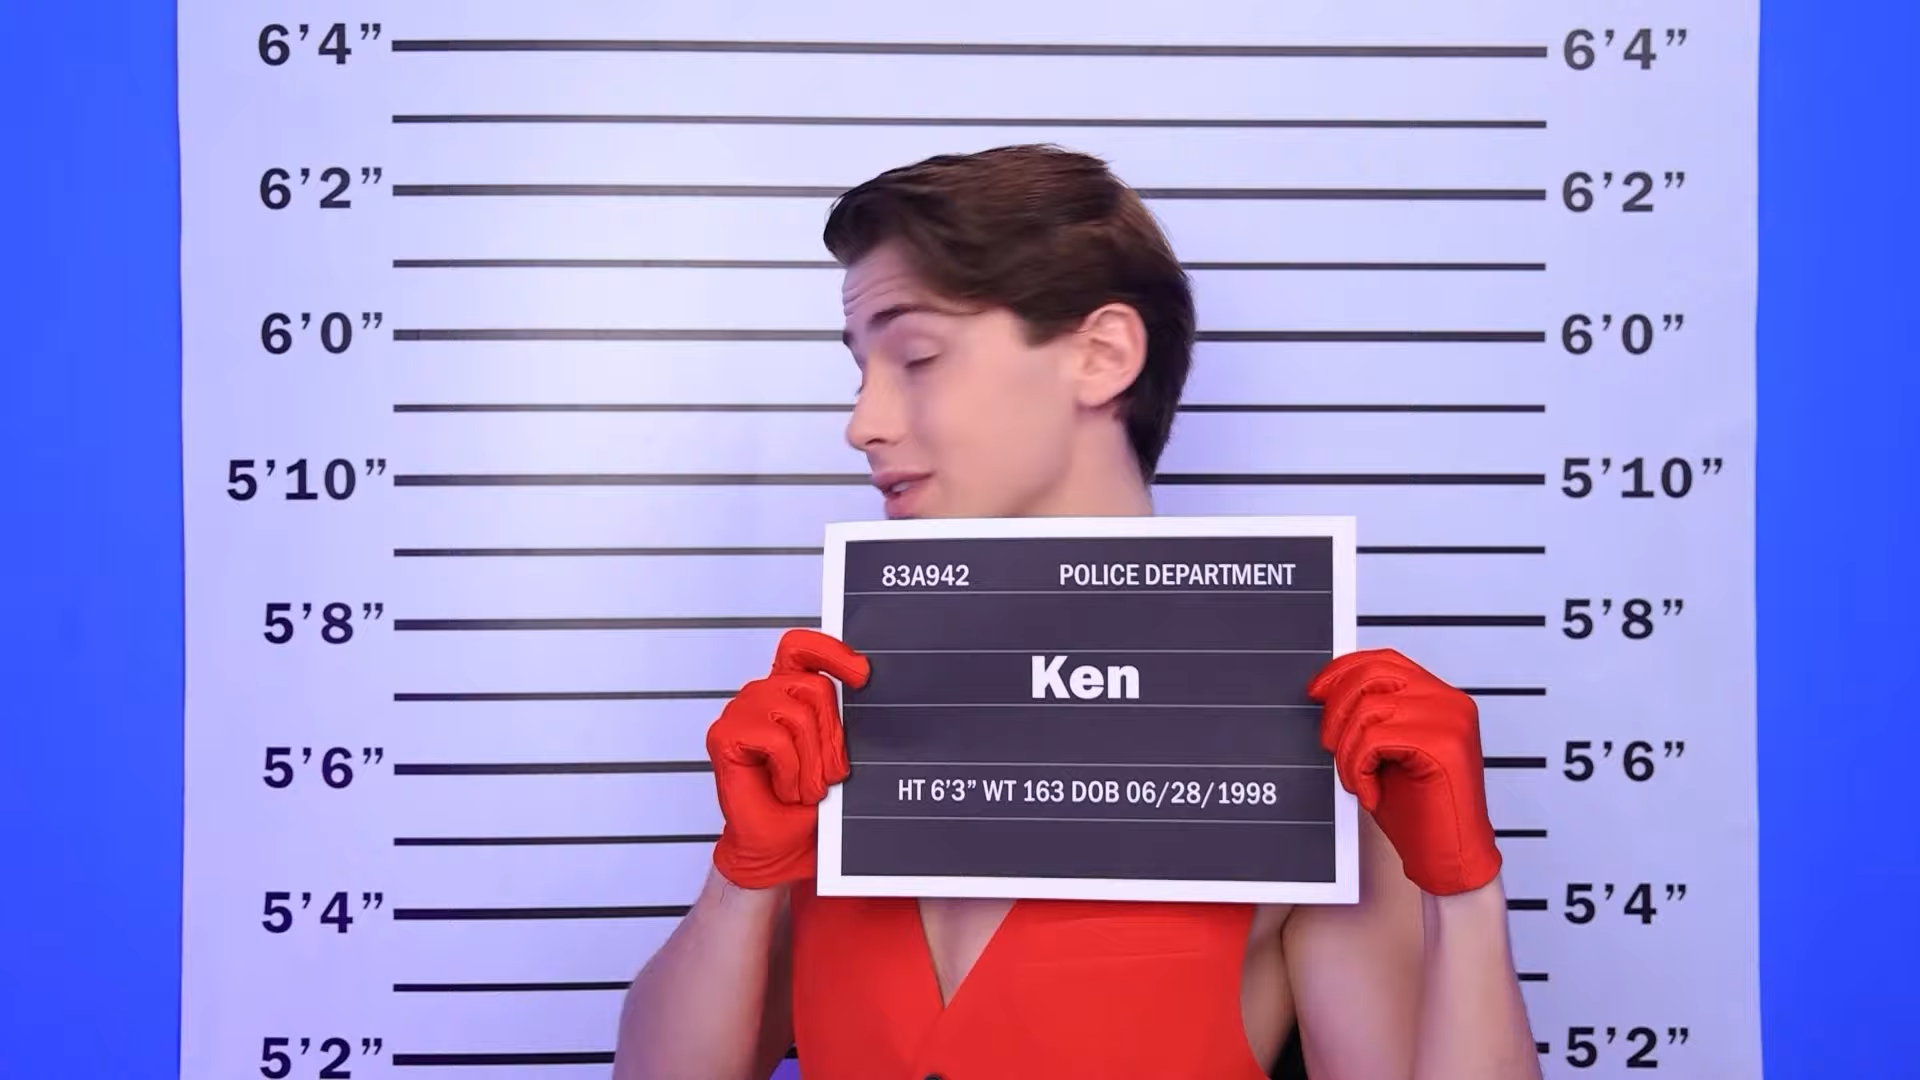 6’4” 6’4”
6’2” 6’2”
6’0” 6’0”
5’10” 5’10”
83A942 POLICE DEPARTMENT
5’8” 5’8”
Ken
5’6” 5’6”
HT 6’3” WT 163 DOB 06/28/1998
5’4” 5’4”
5’2” 5’2”